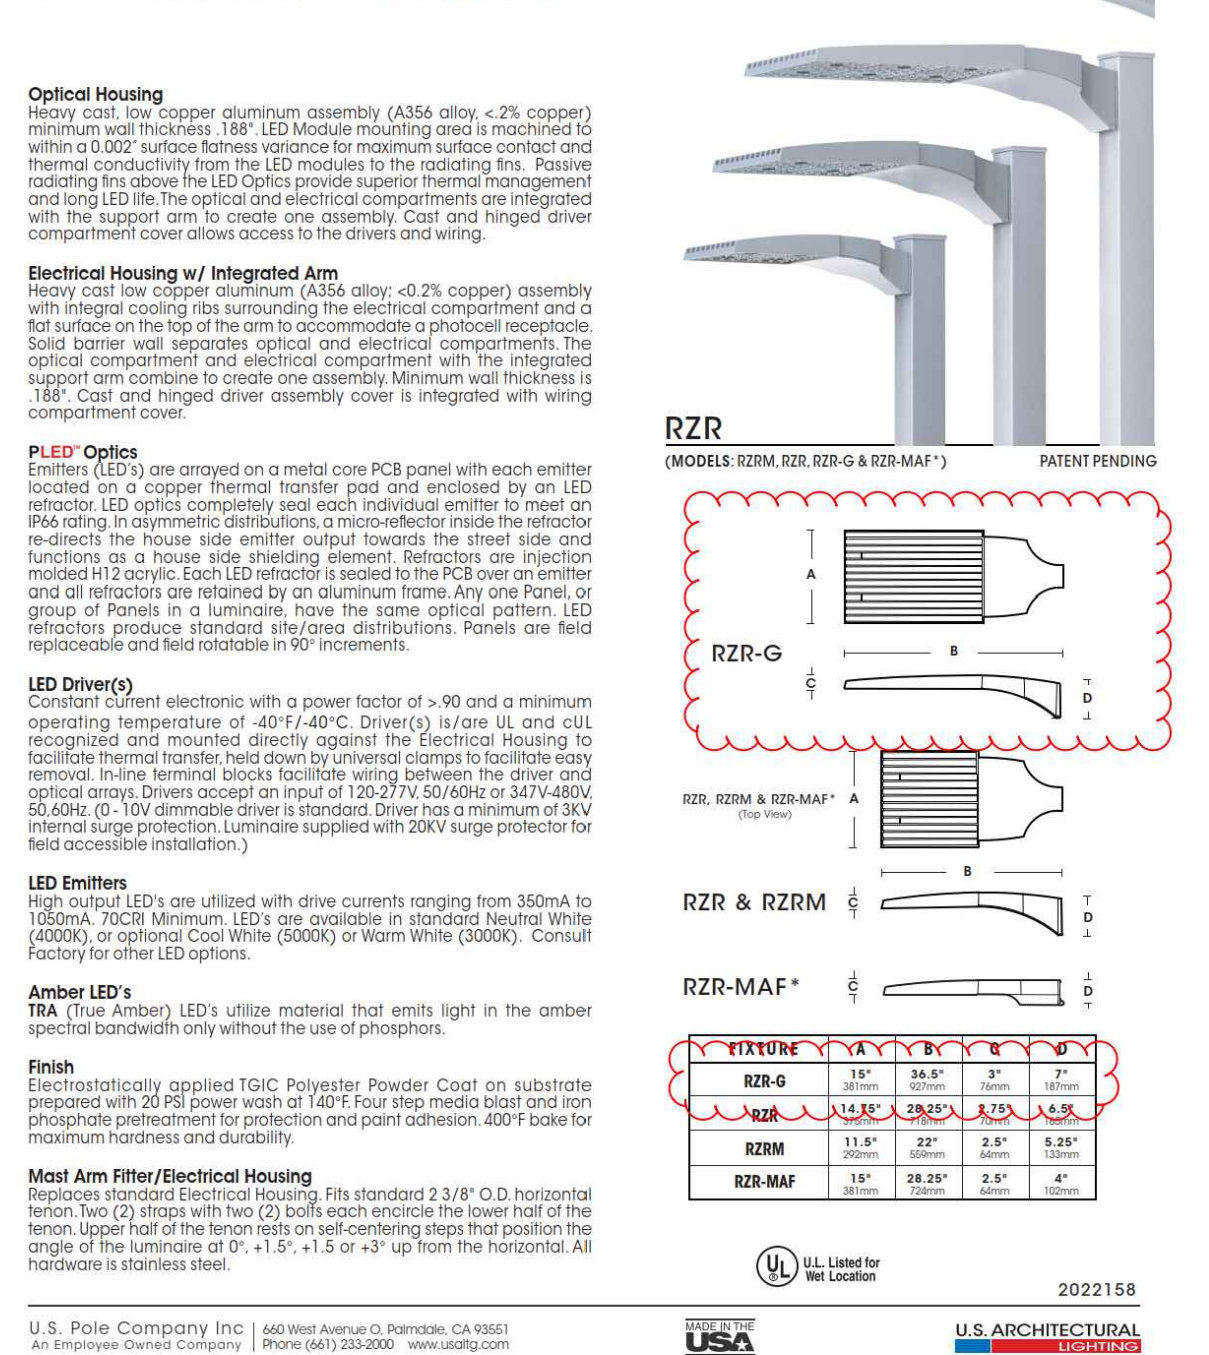 Optical Housing
Heavy cast, low copper aluminum assembly (A356 alloy, <.2% copper)
minimum wall thickness .188". LED Module mounting area is machined to
within a 0.002” surface flatness variance for maximum surface contact and
thermal conductivity from the LED modules to the radiating fins. Passive
radiating fins above the LED Optics provide superior thermal management
and long LED life. The optical and electrical compartments are integrated
with the support arm to create one assembly. Cast and hinged driver
compartment cover allows access to the drivers and wiring.
Electrical Housing w/ Integrated Arm
Heavy cast low copper aluminum (A356 alloy; <0.2% copper) assembly
with integral cooling ribs surrounding the electrical compartment and a
flat surface on the top of the arm to accommodate a photocell receptacle.
Solid barrier wall separates optical and electrical compartments. The
optical compartment and electrical compartment with the integrated
support arm combine to create one assembly. Minimum wall thickness is
.188". Cast and hinged driver assembly cover is integrated with wiring
compartment cover.
PLED™ Optics
Emitters (LED’s) are arrayed on a metal core PCB panel with each emitter
located on a copper thermal transfer pad and enclosed by an LED
refractor. LED optics completely seal each individual emitter to meet an
IP66 rating. In asymmetric distributions, a micro-reflector inside the refractor
re-directs the house side emitter output towards the street side and
functions as a house side shielding element. Refractors are injection
molded H12 acrylic. Each LED refractor is sealed to the PCB over an emitter
and all refractors are retained by an aluminum frame. Any one Panel, or
group of Panels in a luminaire, have the same optical pattern. LED
refractors produce standard site/area distributions. Panels are field
replaceable and field rotatable in 90° increments.
LED Driver(s)
Constant current electronic with a power factor of >.90 and a minimum
operating temperature of -40°F/-40°C. Driver(s) is/are UL and cUL
recognized and mounted directly against the Electrical Housing to
facilitate thermal transfer, held down by universal clamps to facilitate easy
removal. In-line terminal blocks facilitate wiring between the driver and
optical arrays. Drivers accept an input of 120-277V, 50/60Hz or 347V-480V,
50,60Hz. (0 - 10V dimmable driver is standard. Driver has a minimum of 3KV
internal surge protection. Luminaire supplied with 20KV surge protector for
field accessible installation.)
LED Emitters
High output LED's are utilized with drive currents ranging from 350mA to
1050mA. 70CRI Minimum. LED’s are available in standard Neutral White
(4000K), or optional Cool White (5000K) or Warm White (3000K). Consult
Factory for other LED options.
Amber LED’s
TRA (True Amber) LED’s utilize material that emits light in the amber
spectral bandwidth only without the use of phosphors.
Finish
Electrostatically applied TGIC Polyester Powder Coat on substrate
prepared with 20 PSI power wash at 140°F. Four step media blast and iron
phosphate pretreatment for protection and paint adhesion. 400°F bake for
maximum hardness and durability.
Mast Arm Fitter/Electrical Housing
Replaces standard Electrical Housing. Fits standard 2 3/8" O.D. horizontal
tenon. Two (2) straps with two (2) bolts each encircle the lower half of the
tenon. Upper half of the tenon rests on self-centering steps that position the
angle of the luminaire at 0°, +1.5°, +1.5 or +3° up from the horizontal. All
hardware is stainless steel.
RZR
(MODELS: RZRM, RZR, RZR-G & RZR-MAF*) PATENT PENDING
A
RZR-G B
C D
RZR, RZRM & RZR-MAF* A
(Top View)
B
RZR & RZRM C D
RZR-MAF* C D
FIXTURE A B C D
RZR-G 15" 36.5" 3" 7"
381mm 927mm 76mm 187mm
RZR 14.75" 28.25" 2.75" 6.5"
375mm 718mm 70mm 165mm
RZRM 11.5" 22" 2.5" 5.25"
292mm 559mm 64mm 133mm
RZR-MAF 15" 28.25" 2.5" 4"
381mm 724mm 64mm 102mm
UL ® U.L. Listed for
Wet Location
2022158
U.S. Pole Company Inc 660 West Avenue O, Palmdale, CA 93551
An Employee Owned Company Phone (661) 233-2000 www.usaltg.com
MADE IN THE
USA
U.S. ARCHITECTURAL
LIGHTING